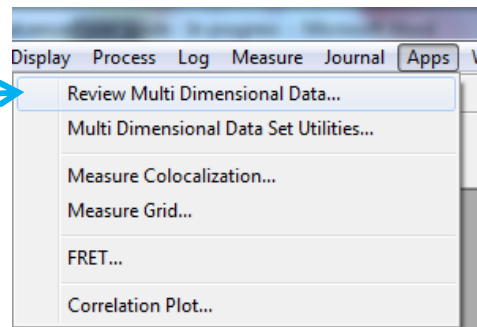 Display Process Log Measure Journal Apps
Review Multi Dimensional Data...
Multi Dimensional Data Set Utilities...
Measure Colocalization...
Measure Grid...
FRET...
Correlation Plot...